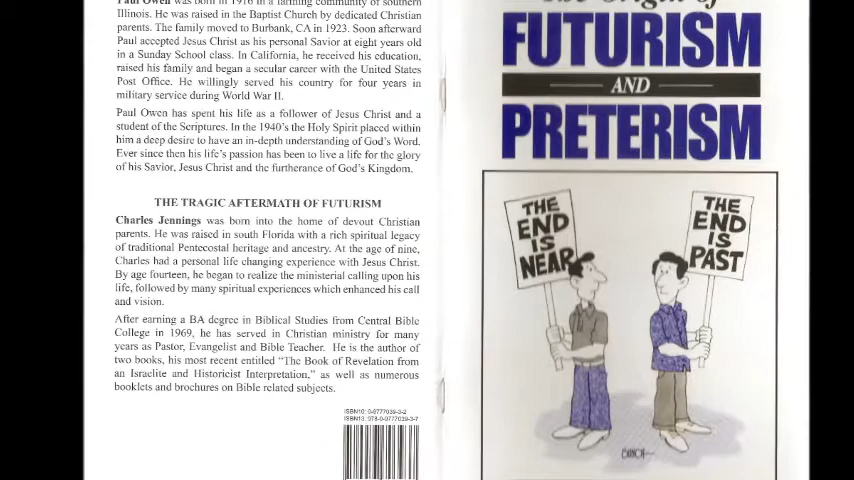 Paul Owen was born in 1916 in a farming community of southern
Illinois. He was raised in the Baptist Church by dedicated Christian
parents. The family moved to Burbank, CA in 1923. Soon afterward
Paul accepted Jesus Christ as his personal Savior at eight years old
in a Sunday School class. In California, he received his education,
raised his family and began a secular career with the United States
Post Office. He willingly served his country for four years in
military service during World War II.
Paul Owen has spent his life as a follower of Jesus Christ and a
student of the Scriptures. In the 1940's the Holy Spirit placed within
him a deep desire to have an in-depth understanding of God's Word.
Ever since then his life's passion has been to live a life for the glory
of his Savior, Jesus Christ and the furtherance of God's Kingdom.
THE TRAGIC AFTERMATH OF FUTURISM
Charles Jennings was born into the home of devout Christian
parents. He was raised in south Florida with a rich spiritual legacy
of traditional Pentecostal heritage and ancestry. At the age of nine,
Charles had a personal life changing experience with Jesus Christ.
By age fourteen, he began to realize the ministerial calling upon his
life, followed by many spiritual experiences which enhanced his call
and vision.
After earning a BA degree in Biblical Studies from Central Bible
College in 1969, he has served in Christian ministry for many
years as Pastor, Evangelist and Bible Teacher. He is the author of
two books, his most recent entitled “The Book of Revelation from
an Israelite and Historicist Interpretation,” as well as numerous
booklets and brochures on Bible related subjects.
ISBN10: 0-9777039-3-2
ISBN13: 978-0-9777039-3-7
The Origin of
FUTURISM
AND
PRETERISM
THE
END
IS
NEAR
THE
END
IS
PAST
BUNCH